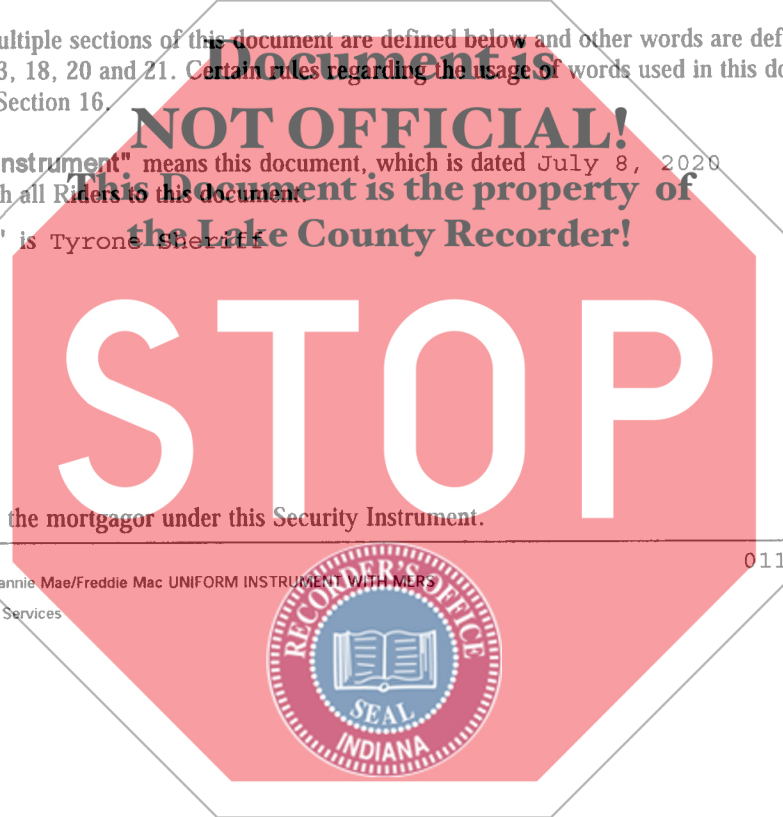 ultiple sections of this document are defined below and other words are def
Document is
3, 18, 20 and 21. Certain rules regarding the usage of words used in this do
Section 16.
NOT OFFICIAL!
nstrument" means this document, which is dated July 8, 2020
This Document is the property of
h all Riders to this document.
the Lake County Recorder!
" is Tyrone Sheriff
STOP
the mortgagor under this Security Instrument.
011
annie Mae/Freddie Mac UNIFORM INSTRUMENT WITH MERS
Services
RECORDER'S OFFICE
SEAL
INDIANA